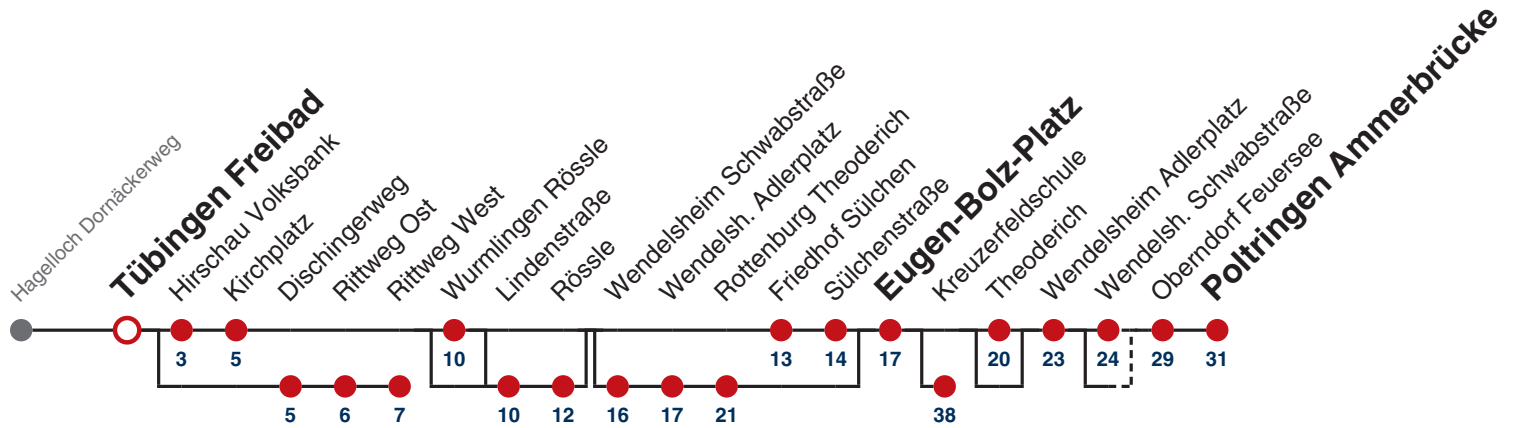 Hagelloch Dornäckerweg
Tübingen Freibad
Hirschau Volksbank
Kirchplatz
Dischingerweg
Rittweg Ost
Rittweg West
Wurmlingen Rössle
Lindenstraße
Rössle
Wendelsheim Schwabstraße
Wendelsh. Adlerplatz
Rottenburg Theoderich
Friedhof Sülchen
Sülchenstraße
Eugen-Bolz-Platz
Kreuzerfeldschule
Theoderich
Wendelsheim Adlerplatz
Wendelsh. Schwabstraße
Oberndorf Feuersee
Poltringen Ammerbrücke
3 5 10 13 14 17 20 23 24 29 31
5 6 7 10 12 16 17 21 38